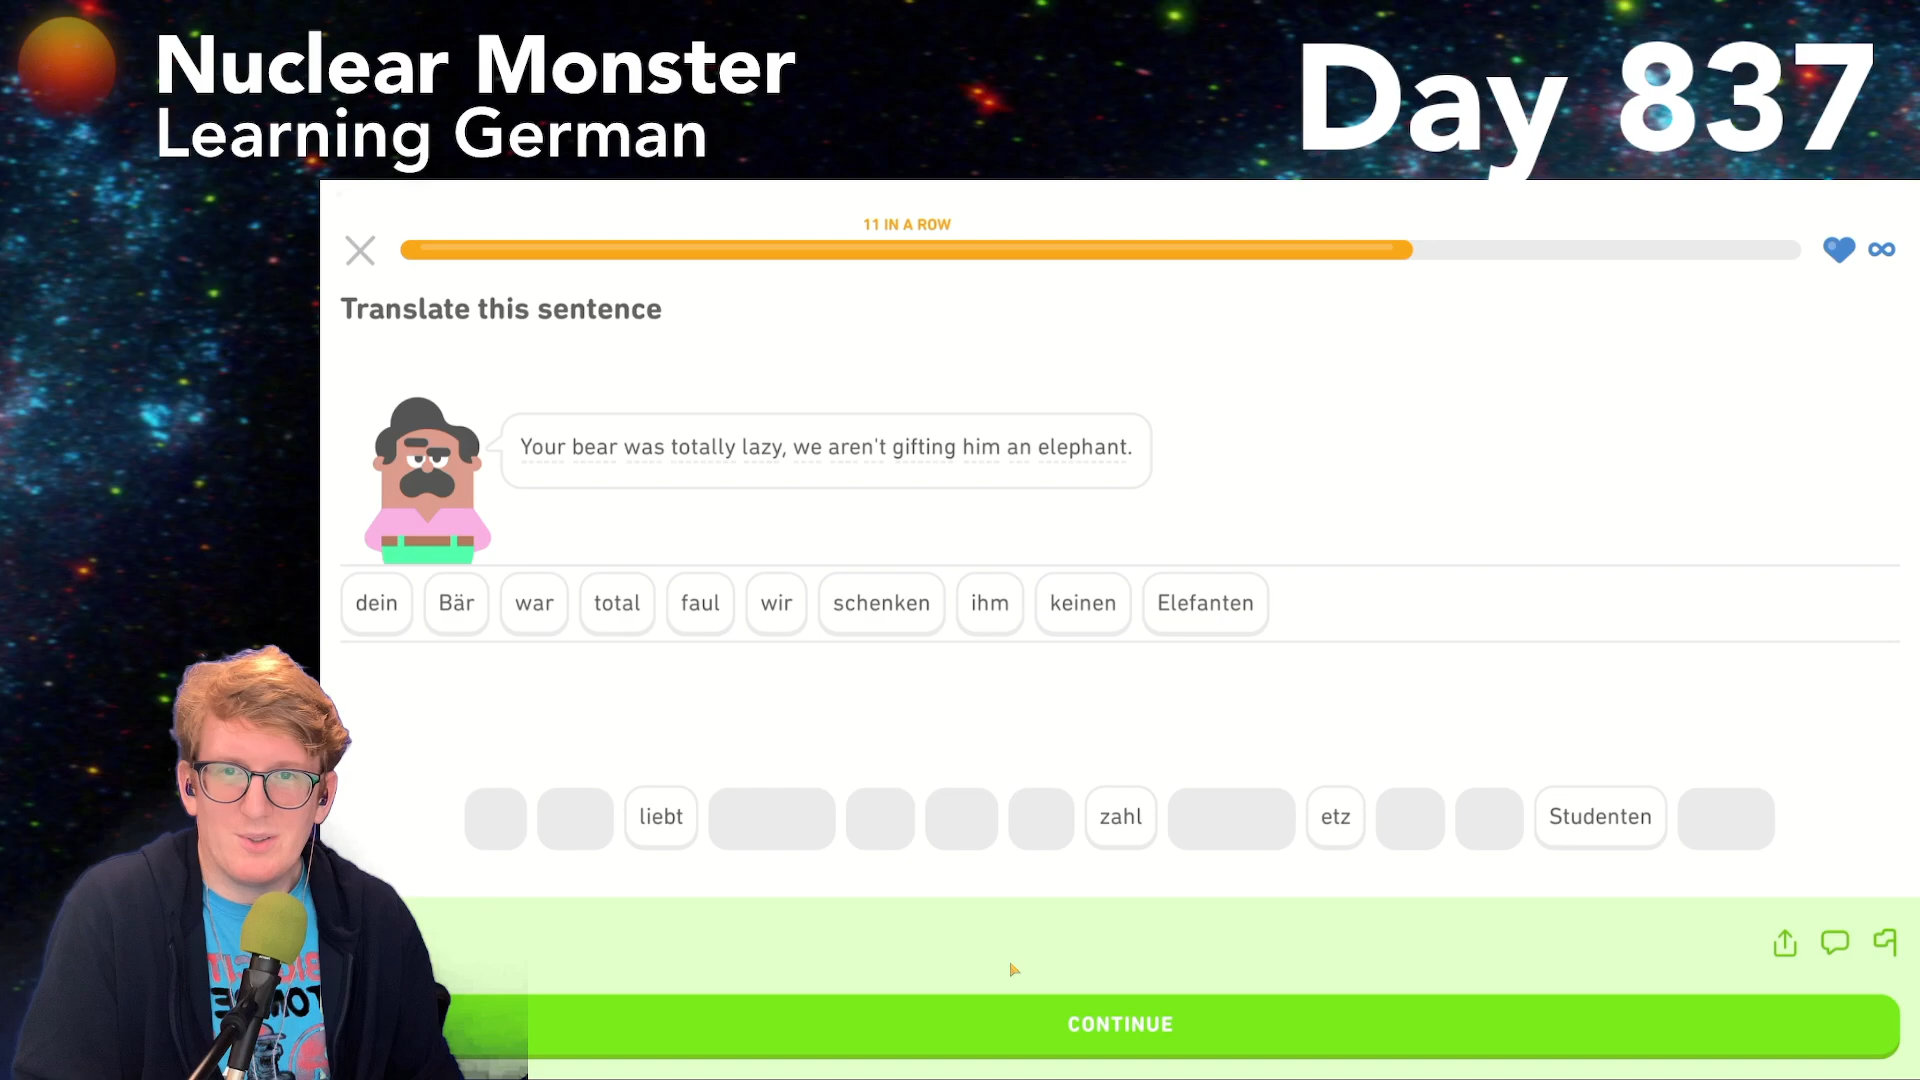 Nuclear Monster
Learning German
Day 837
11 IN A ROW
Translate this sentence
Your bear was totally lazy, we aren't gifting him an elephant.
dein Bär war total faul wir schenken ihm keinen Elefanten
liebt zahl etz Studenten
CONTINUE